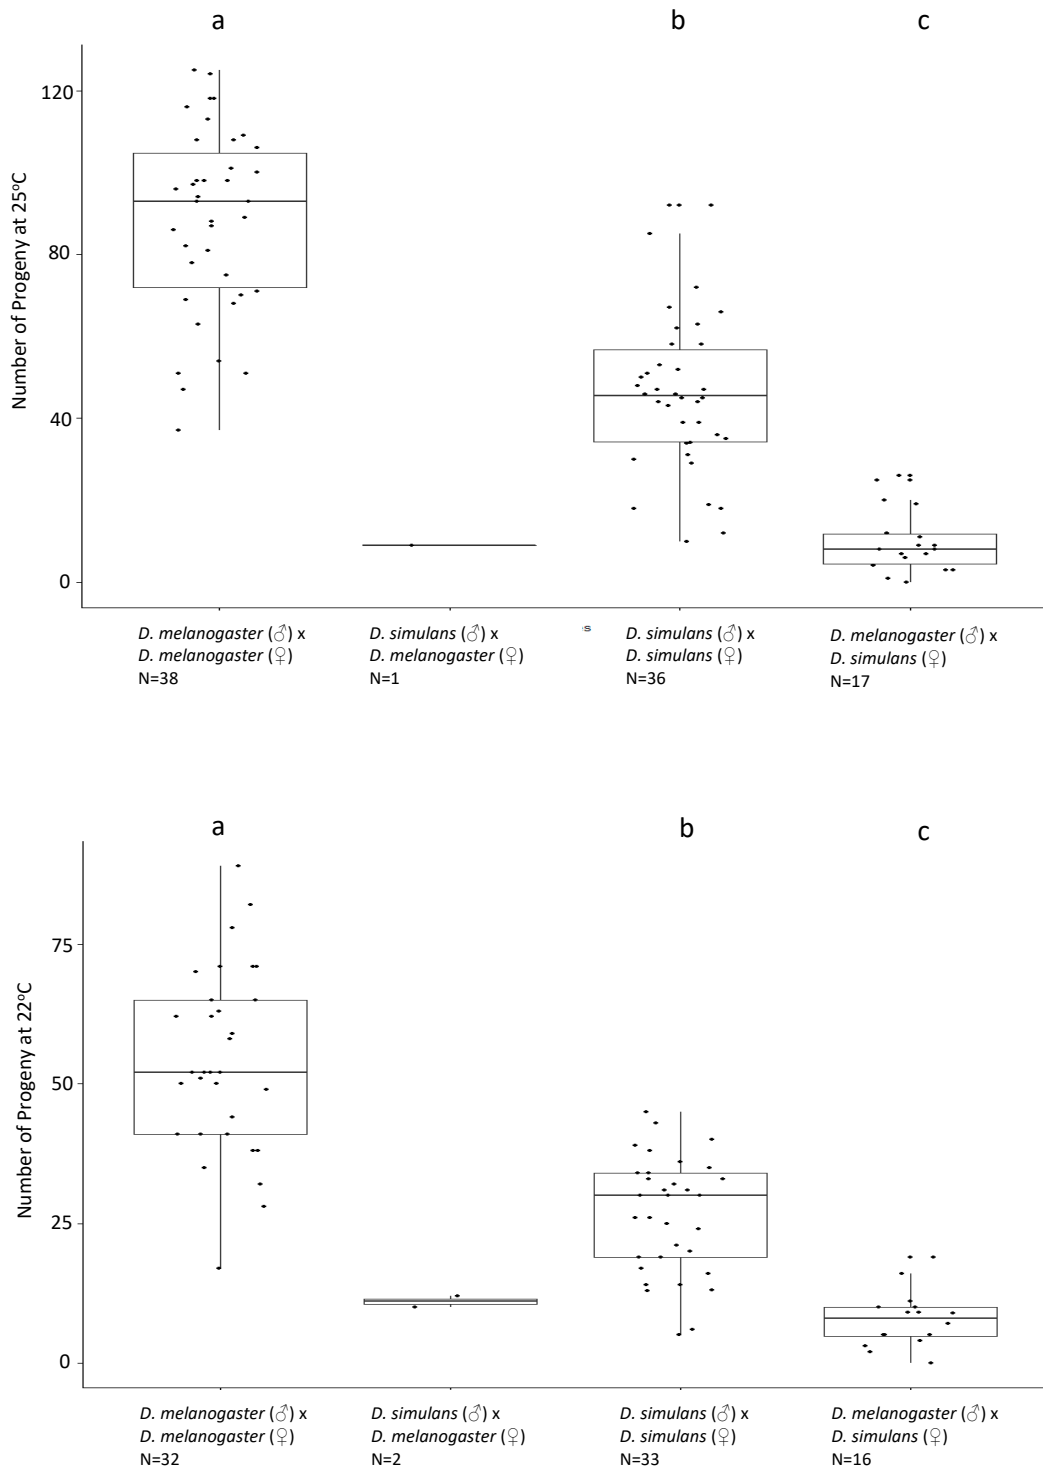 a b c
Number of Progeny at 25°C
120
80
40
0
D. melanogaster (♂) x D. melanogaster (♀) N=38
D. simulans (♂) x D. melanogaster (♀) N=1
s
D. simulans (♂) x D. simulans (♀) N=36
D. melanogaster (♂) x D. simulans (♀) N=17
a b c
Number of Progeny at 22°C
75
50
25
0
D. melanogaster (♂) x D. melanogaster (♀) N=32
D. simulans (♂) x D. melanogaster (♀) N=2
D. simulans (♂) x D. simulans (♀) N=33
D. melanogaster (♂) x D. simulans (♀) N=16